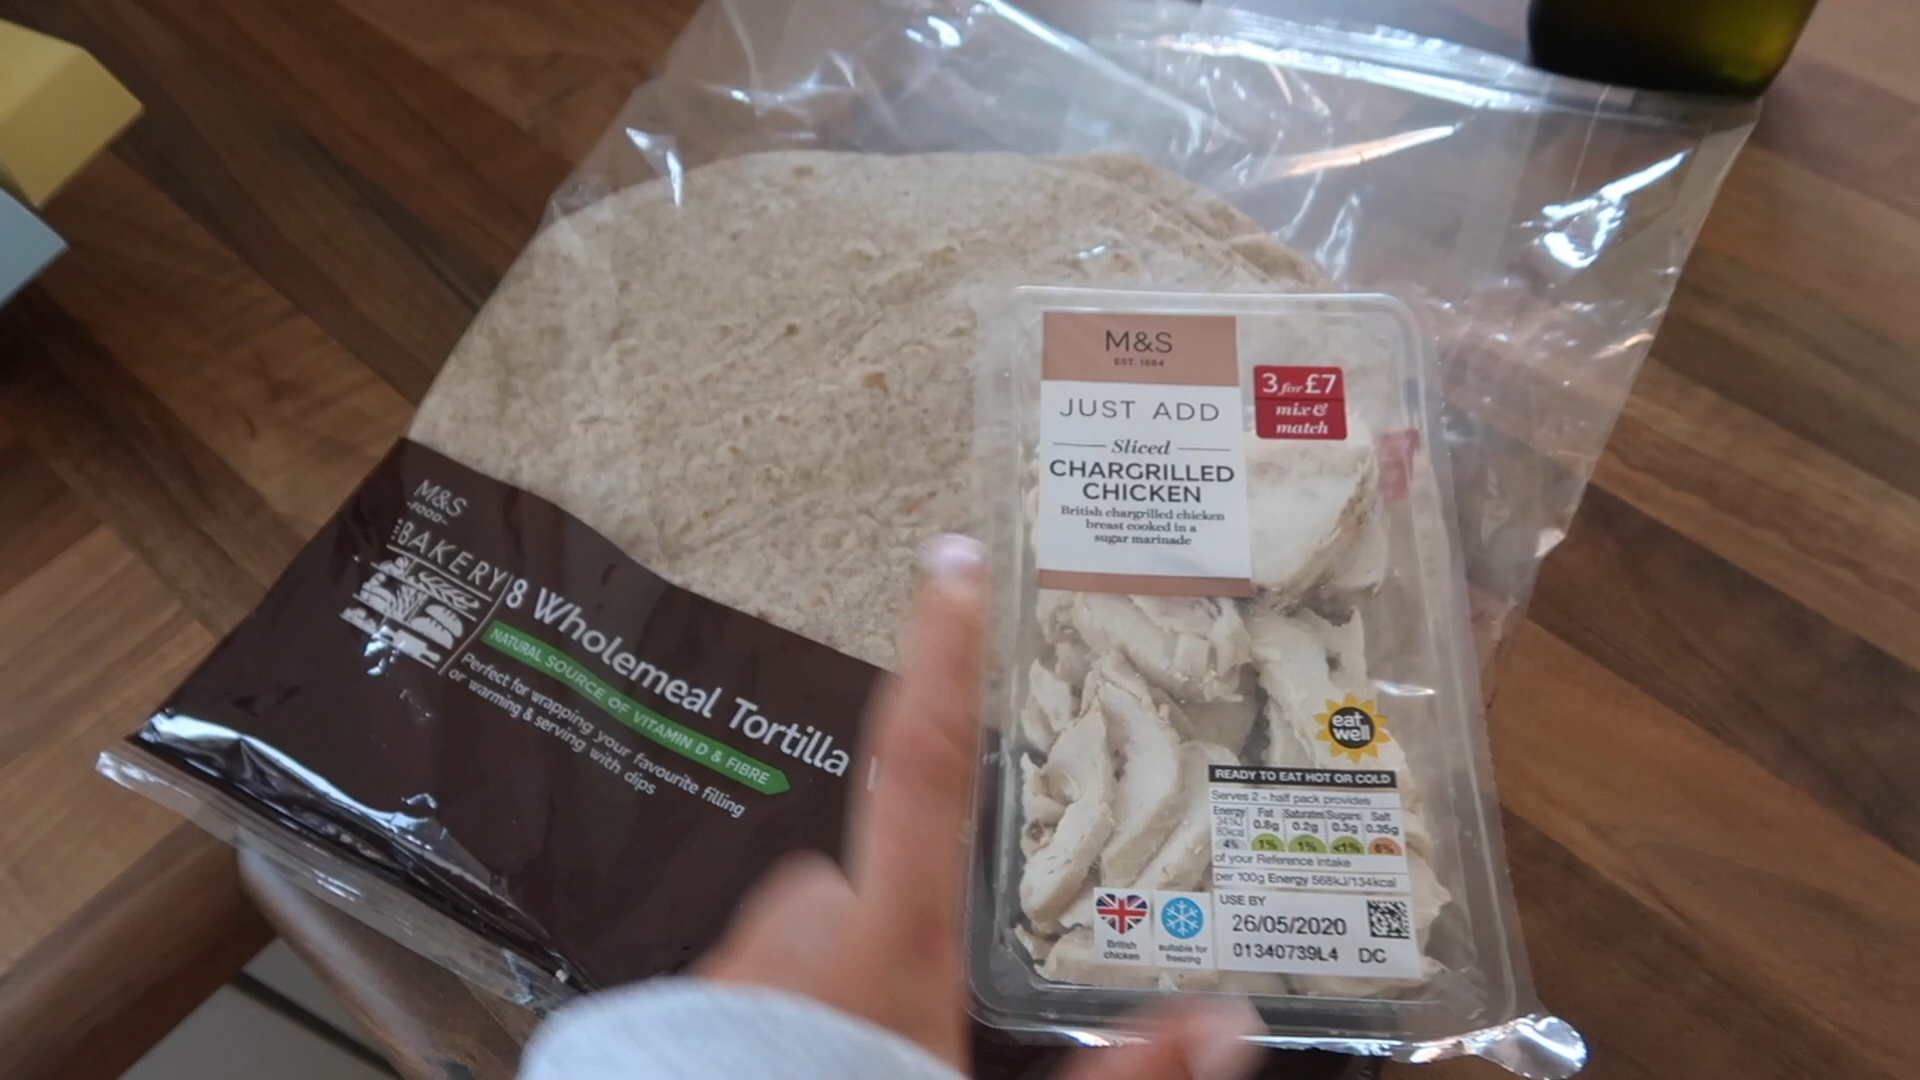 M&S
-FOOD-
THE
BAKERY
8 Wholemeal Tortilla
NATURAL SOURCE OF VITAMIN D & FIBRE
Perfect for wrapping your favourite filling
or warming & serving with dips
M&S
EST. 1884
JUST ADD
Sliced
CHARGRILLED
CHICKEN
British chargrilled chicken
breast cooked in a
sugar marinade
3 for £7
mix &
match
eat
well
READY TO EAT HOT OR COLD
Serves 2 - half pack provides
Energy Fat Saturates Sugars Salt
341kJ 0.8g 0.2g 0.3g 0.35g
80kcal
4% 1% 1% <1% 6%
of your Reference intake
per 100g Energy 568kJ/134kcal
USE BY
26/05/2020
01340739L4 DC
British
chicken
suitable for
freezing